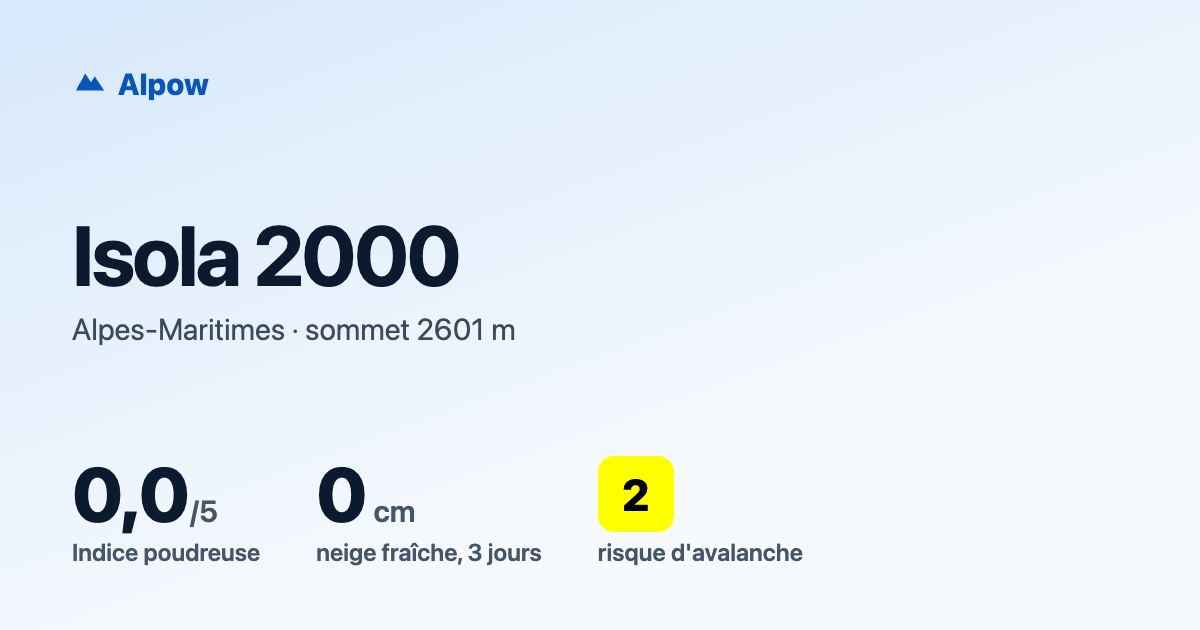 Alpow
Isola 2000
Alpes-Maritimes · sommet 2601 m
0,0/5
Indice poudreuse
0 cm
neige fraîche, 3 jours
2
risque d'avalanche